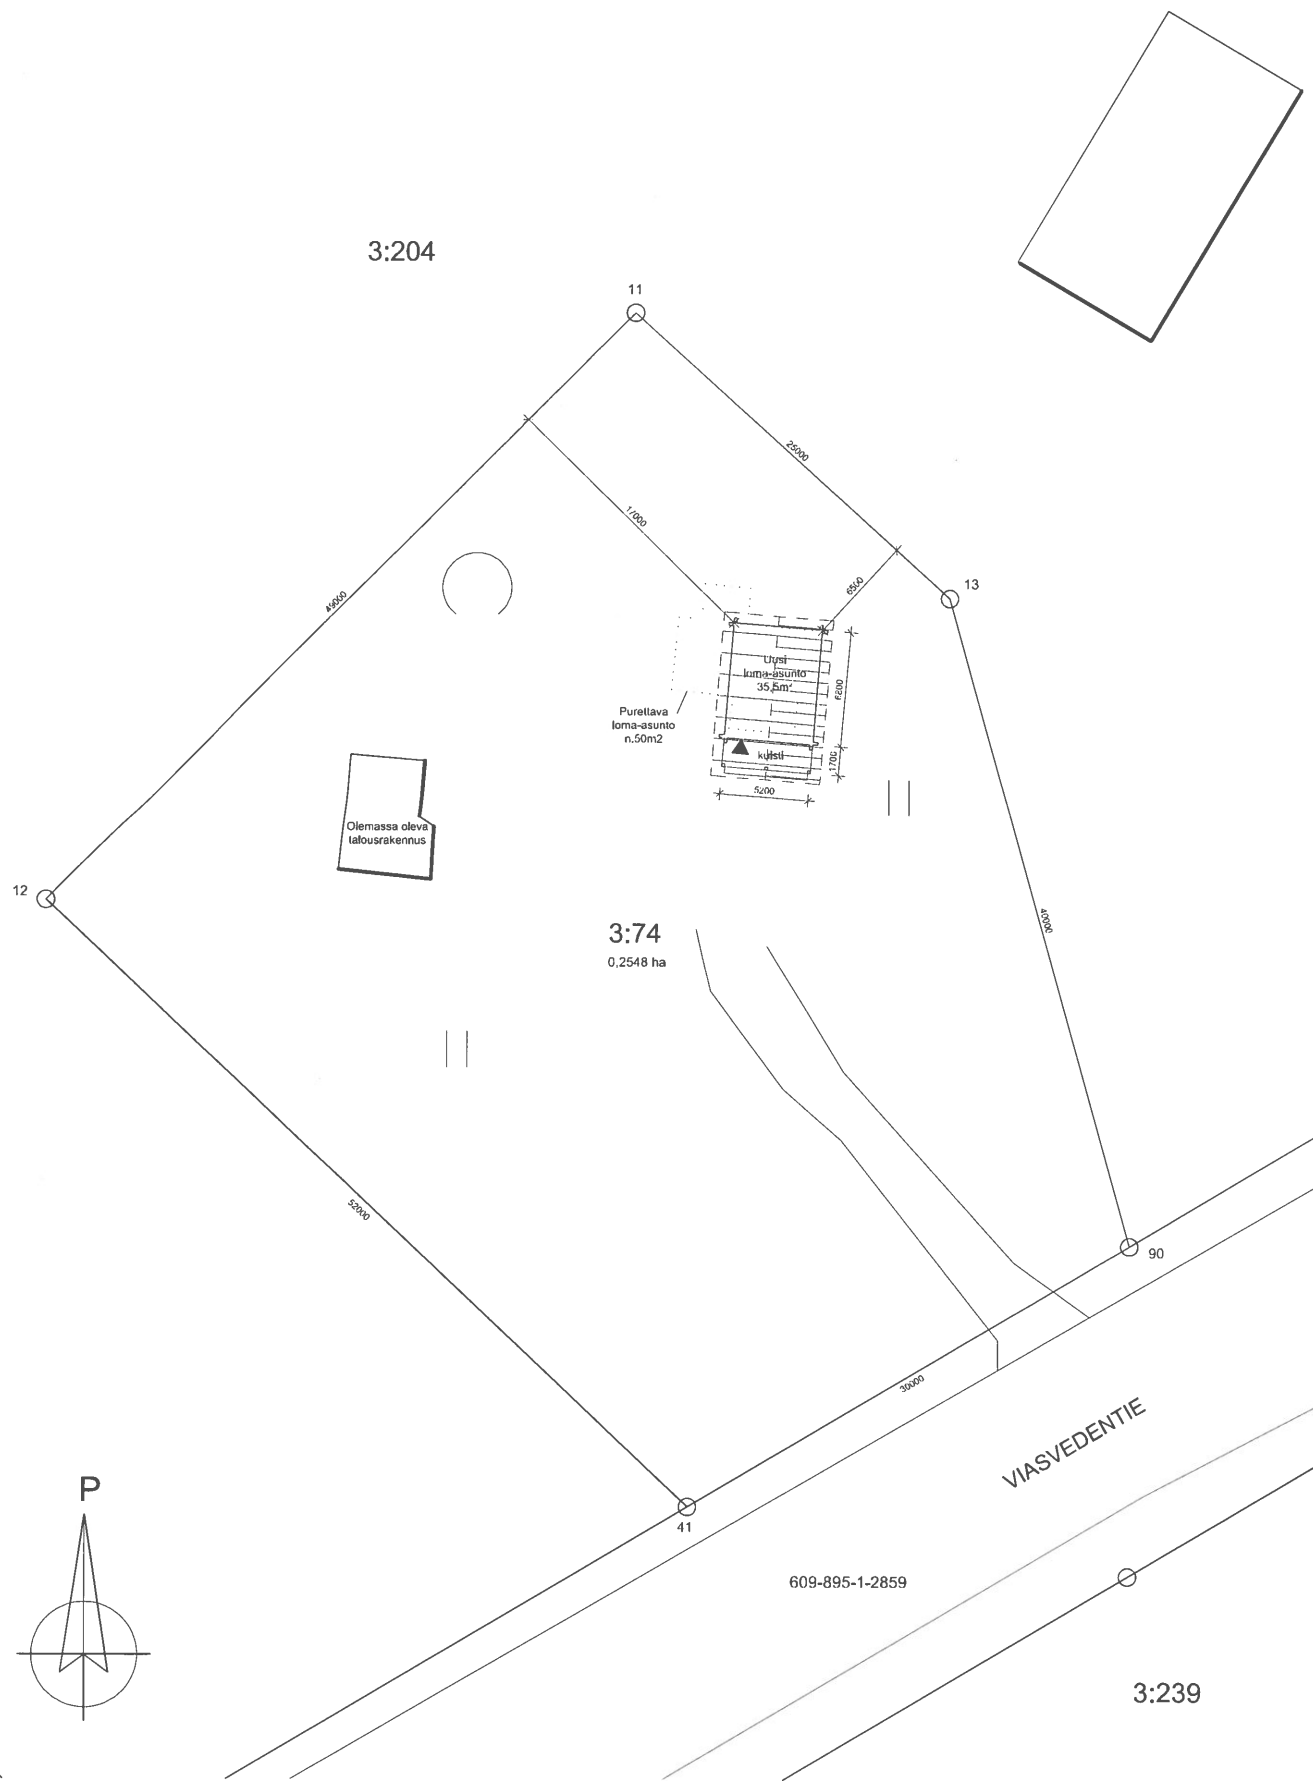 3:204
11
25000
17000
13
6500
49000
Uusi
loma-asunto
35,5m²
6800
Purettava
loma-asunto
n.50m2
kuisti
1700
5200
Olemassa oleva
talousrakennus
12
3:74
0,2548 ha
40000
52000
90
30000
VIASVEDENTIE
P
41
609-895-1-2859
3:239